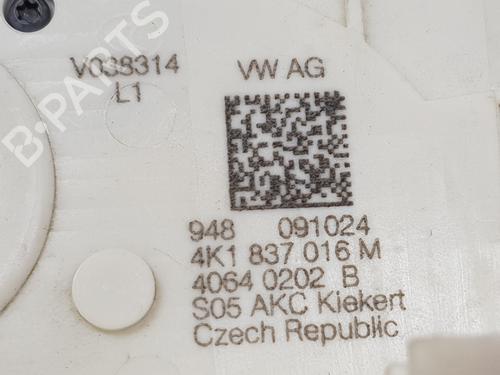 V038314
L1
VW AG
948 091024
4K1 837 016 M
4064 0202 B
S05 AKC Kiekert
Czech Republic
B-PARTS